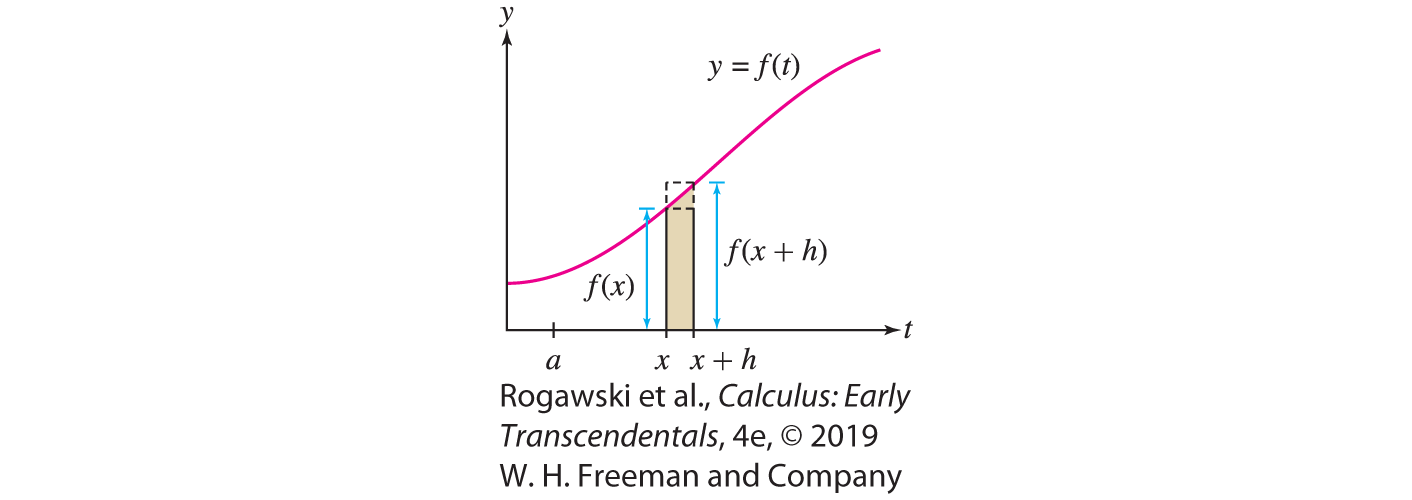 y
y = f(t)
f(x + h)
f(x)
t
a
x
x + h
Rogawski et al., Calculus: Early
Transcendentals, 4e, © 2019
W. H. Freeman and Company